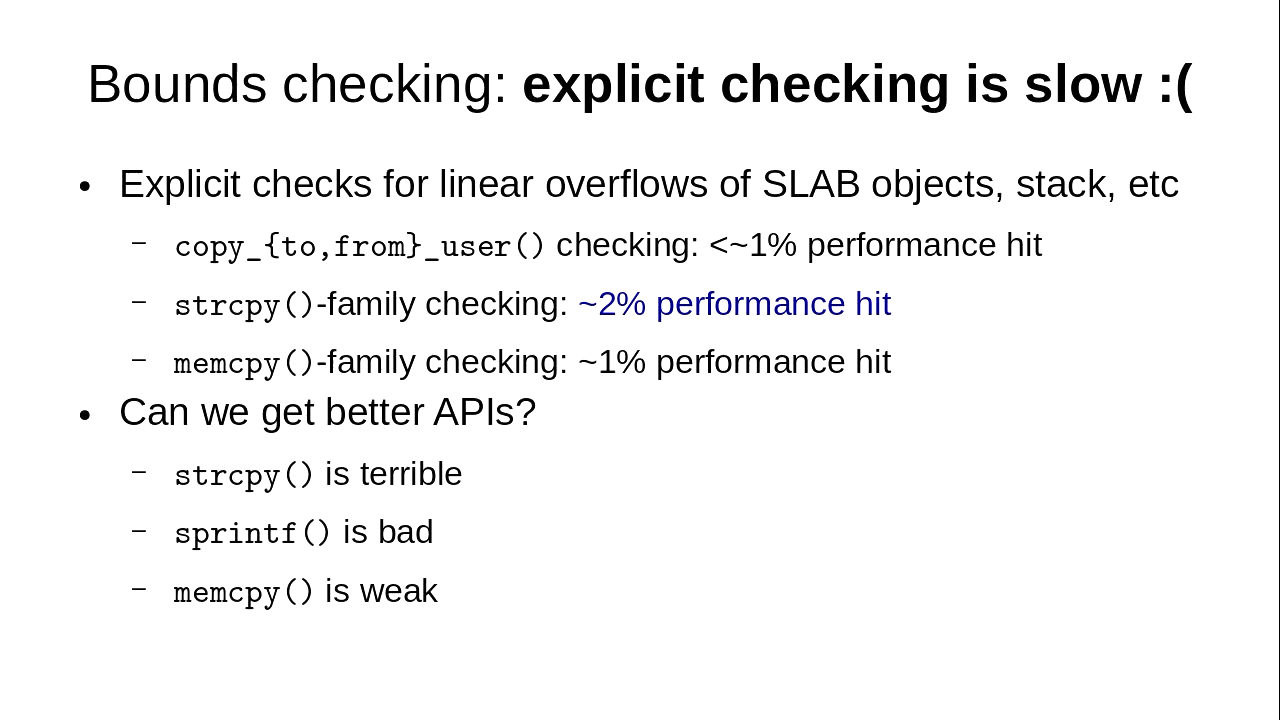 Bounds checking: explicit checking is slow :(
• Explicit checks for linear overflows of SLAB objects, stack, etc
– copy_{to,from}_user() checking: <~1% performance hit
– strcpy()-family checking: ~2% performance hit
– memcpy()-family checking: ~1% performance hit
• Can we get better APIs?
– strcpy() is terrible
– sprintf() is bad
– memcpy() is weak